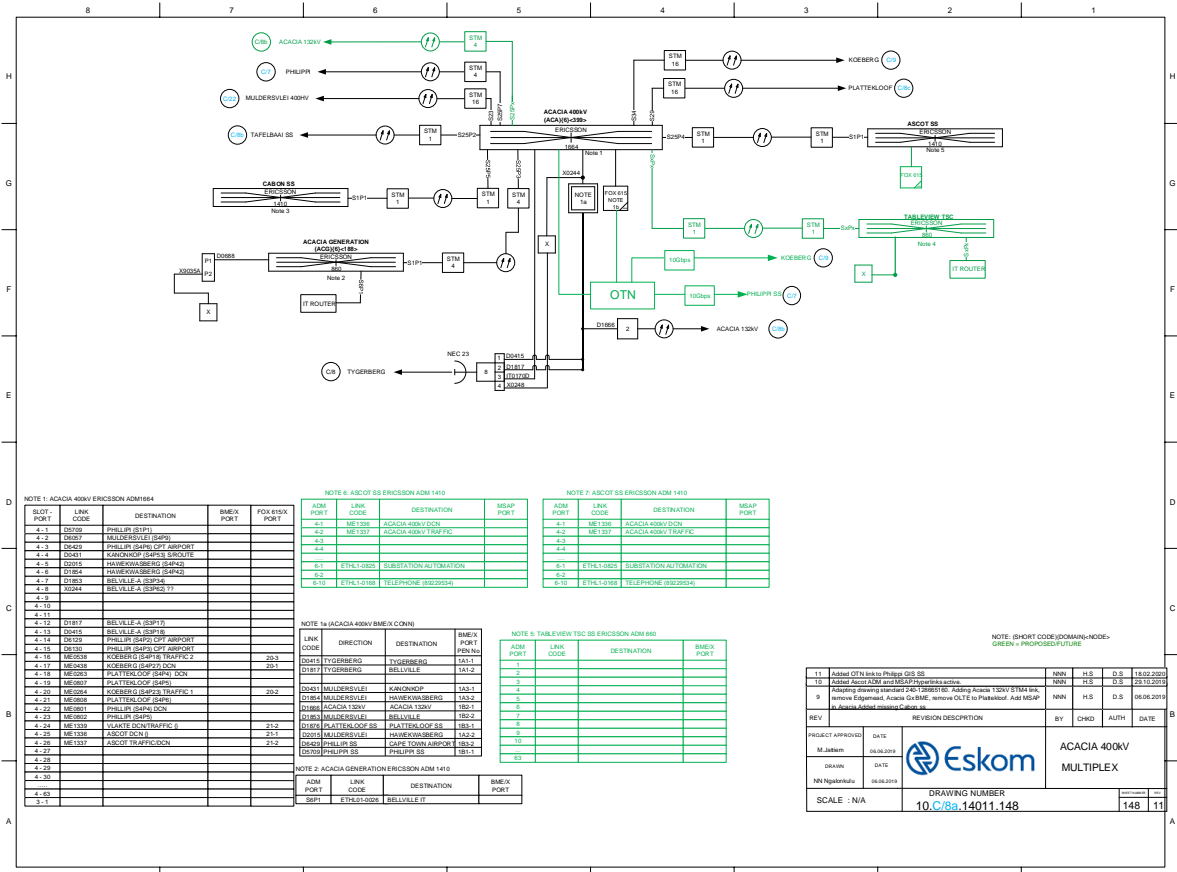 8 7 6 5 4 3 2 1
H
G
F
E
D
C
B
A
H
G
F
E
D
C
B
A
C/8b ACACIA 132kV
STM 4
C/7 PHILIPPI
STM 4
C/22 MULDERSVLEI 400HV
STM 16
C/8b TAFELBAAI SS
STM 1
S25P2
S23
S25P7
S25Px
ACACIA 400kV
(ACA)(6)<399>
ERICSSON
1664
Note 1
S34
S29
STM 16
KOEBERG C/9
STM 16
PLATTEKLOOF C/8c
S25P4
STM 1
STM 1
S1P1
ASCOT SS
ERICSSON
1410
Note 5
FOX 615
CABON SS
ERICSSON
1410
Note 3
S1P1
STM 1
STM 1
S25P5
STM 4
S25P3
X0244
NOTE 1a
FOX 615
NOTE 1b
SxPx
STM 1
STM 1
SxPx
TABLEVIEW TSC
ERICSSON
860
Note 4
X
SxPx
IT ROUTER
ACACIA GENERATION
(ACG)(6)<188>
ERICSSON
860
Note 2
S1P1
STM 4
P1
P2
D0688
X9035A
X
S6P1
IT ROUTER
X
10Gbps
KOEBERG C/9
OTN
10Gbps
PHILIPPI SS C/7
D1666
2
ACACIA 132kV C/8b
NEC 23
C/8 TYGERBERG
8
1 D0415
2 D1817
3 IT0170D
4 X0248
NOTE 1: ACACIA 400kV ERICSSON ADM1664
SLOT - PORT LINK CODE DESTINATION BME/X PORT FOX 615/X PORT
4 - 1 D5709 PHILLIPI (S1P1)
4 - 2 D6057 MULDERSVLEI (S4P9)
4 - 3 D6429 PHILLIPI (S4P6) CPT AIRPORT
4 - 4 D0431 KANONKOP (S4P53) S/ROUTE
4 - 5 D2015 HAWEKWASBERG (S4P42)
4 - 6 D1854 HAWEKWASBERG (S4P42)
4 - 7 D1853 BELVILLE-A (S3P34)
4 - 8 X0244 BELVILLE-A (S3P62) ??
4 - 9
4 - 10
4 - 11
4 - 12 D1817 BELVILLE-A (S3P17)
4 - 13 D0415 BELVILLE-A (S3P18)
4 - 14 D6129 PHILLIPI (S4P2) CPT AIRPORT
4 - 15 D6130 PHILLIPI (S4P3) CPT AIRPORT
4 - 16 ME0538 KOEBERG (S4P18) TRAFFIC 2 20-3
4 - 17 ME0438 KOEBERG (S4P27) DCN 20-1
4 - 18 ME0263 PLATTEKLOOF (S4P4) DCN
4 - 19 ME0807 PLATTEKLOOF (S4P5)
4 - 20 ME0264 KOEBERG (S4P23) TRAFFIC 1 20-2
4 - 21 ME0808 PLATTEKLOOF (S4P6)
4 - 22 ME0801 PHILLIPI (S4P4) DCN
4 - 23 ME0802 PHILLIPI (S4P5)
4 - 24 ME1339 VLAKTE DCN/TRAFFIC () 21-2
4 - 25 ME1336 ASCOT DCN () 21-1
4 - 26 ME1337 ASCOT TRAFFIC/DCN 21-2
4 - 27
4 - 28
4 - 29
4 - 30
.....
4 - 63
3 - 1
NOTE 6: ASCOT SS ERICSSON ADM 1410
ADM PORT LINK CODE DESTINATION MSAP PORT
4-1 ME1336 ACACIA 400kV DCN
4-2 ME1337 ACACIA 400kV TRAFFIC
4-3
4-4
....
6-1 ETHL1-0825 SUBSTATION AUTOMATION
6-2
6-10 ETHL1-0168 TELEPHONE (89229534)
NOTE 7: ASCOT SS ERICSSON ADM 1410
ADM PORT LINK CODE DESTINATION MSAP PORT
4-1 ME1336 ACACIA 400kV DCN
4-2 ME1337 ACACIA 400kV TRAFFIC
4-3
4-4
....
6-1 ETHL1-0825 SUBSTATION AUTOMATION
6-2
6-10 ETHL1-0168 TELEPHONE (89229534)
NOTE 1a (ACACIA 400kV BME/X CONN)
LINK CODE DIRECTION DESTINATION BME/X PORT PEN No
D0415 TYGERBERG TYGERBERG 1A1-1
D1817 TYGERBERG BELLVILLE 1A1-2
D0431 MULDERSVLEI KANONKOP 1A3-1
D1854 MULDERSVLEI HAWEKWASBERG 1A3-2
D1666 ACACIA 132kV ACACIA 132kV 1B2-1
D1853 MULDERSVLEI BELLVILLE 1B2-2
D1876 PLATTEKLOOF SS PLATTEKLOOF SS 1B3-1
D2015 MULDERSVLEI HAWEKWASBERG 1A2-2
D6429 PHILLIPI SS CAPE TOWN AIRPORT 1B3-2
D5709 PHILIPPI SS PHILIPPI SS 1B1-1
NOTE 2: ACACIA GENERATION ERICSSON ADM 1410
ADM PORT LINK CODE DESTINATION BME/X PORT
S6P1 ETHL01-0026 BELLVILLE IT
NOTE 5: TABLEVIEW TSC SS ERICSSON ADM 860
ADM PORT LINK CODE DESTINATION BME/X PORT
1
2
3
4
5
6
7
8
9
10
...
63
NOTE: (SHORT CODE)(DOMAIN)<NODE>
GREEN = PROPOSED/FUTURE
11 Added OTN link to Philippi GIS SS NNN H.S D.S 18.02.2020
10 Added Ascot ADM and MSAP.Hyperlinks active. NNN H.S D.S 29.10.2019
9 Adapting drawing standard 240-128665160. Adding Acacia 132kV STM4 link, remove Edgemead, Acacia Gx BME, remove OLTE to Plattekloof. Add MSAP in Acacia.Added missing Cabon ss NNN H.S D.S 06.06.2019
REV REVISION DESCRPTION BY CHKD AUTH DATE
PROJECT APPROVED DATE
M.Jattiem 06.06.2019
DRAWN DATE
NN Ngalonkulu 06.06.2019
Eskom
ACACIA 400kV
MULTIPLEX
SCALE : N/A
DRAWING NUMBER
10.C/8a.14011.148
SHEET NUMBER REV
148 11